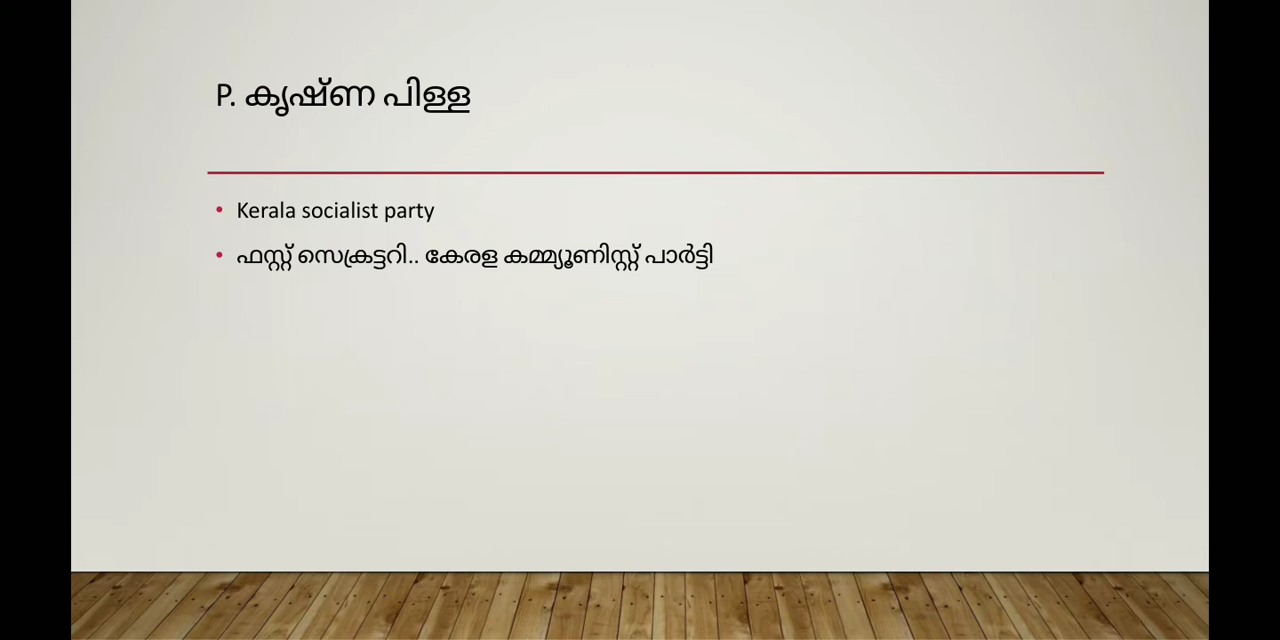 P. കൃഷ്ണ പിള്ള
Kerala socialist party
ഫസ്റ്റ് സെക്രട്ടറി.. കേരള കമ്മ്യൂണിസ്റ്റ് പാർട്ടി